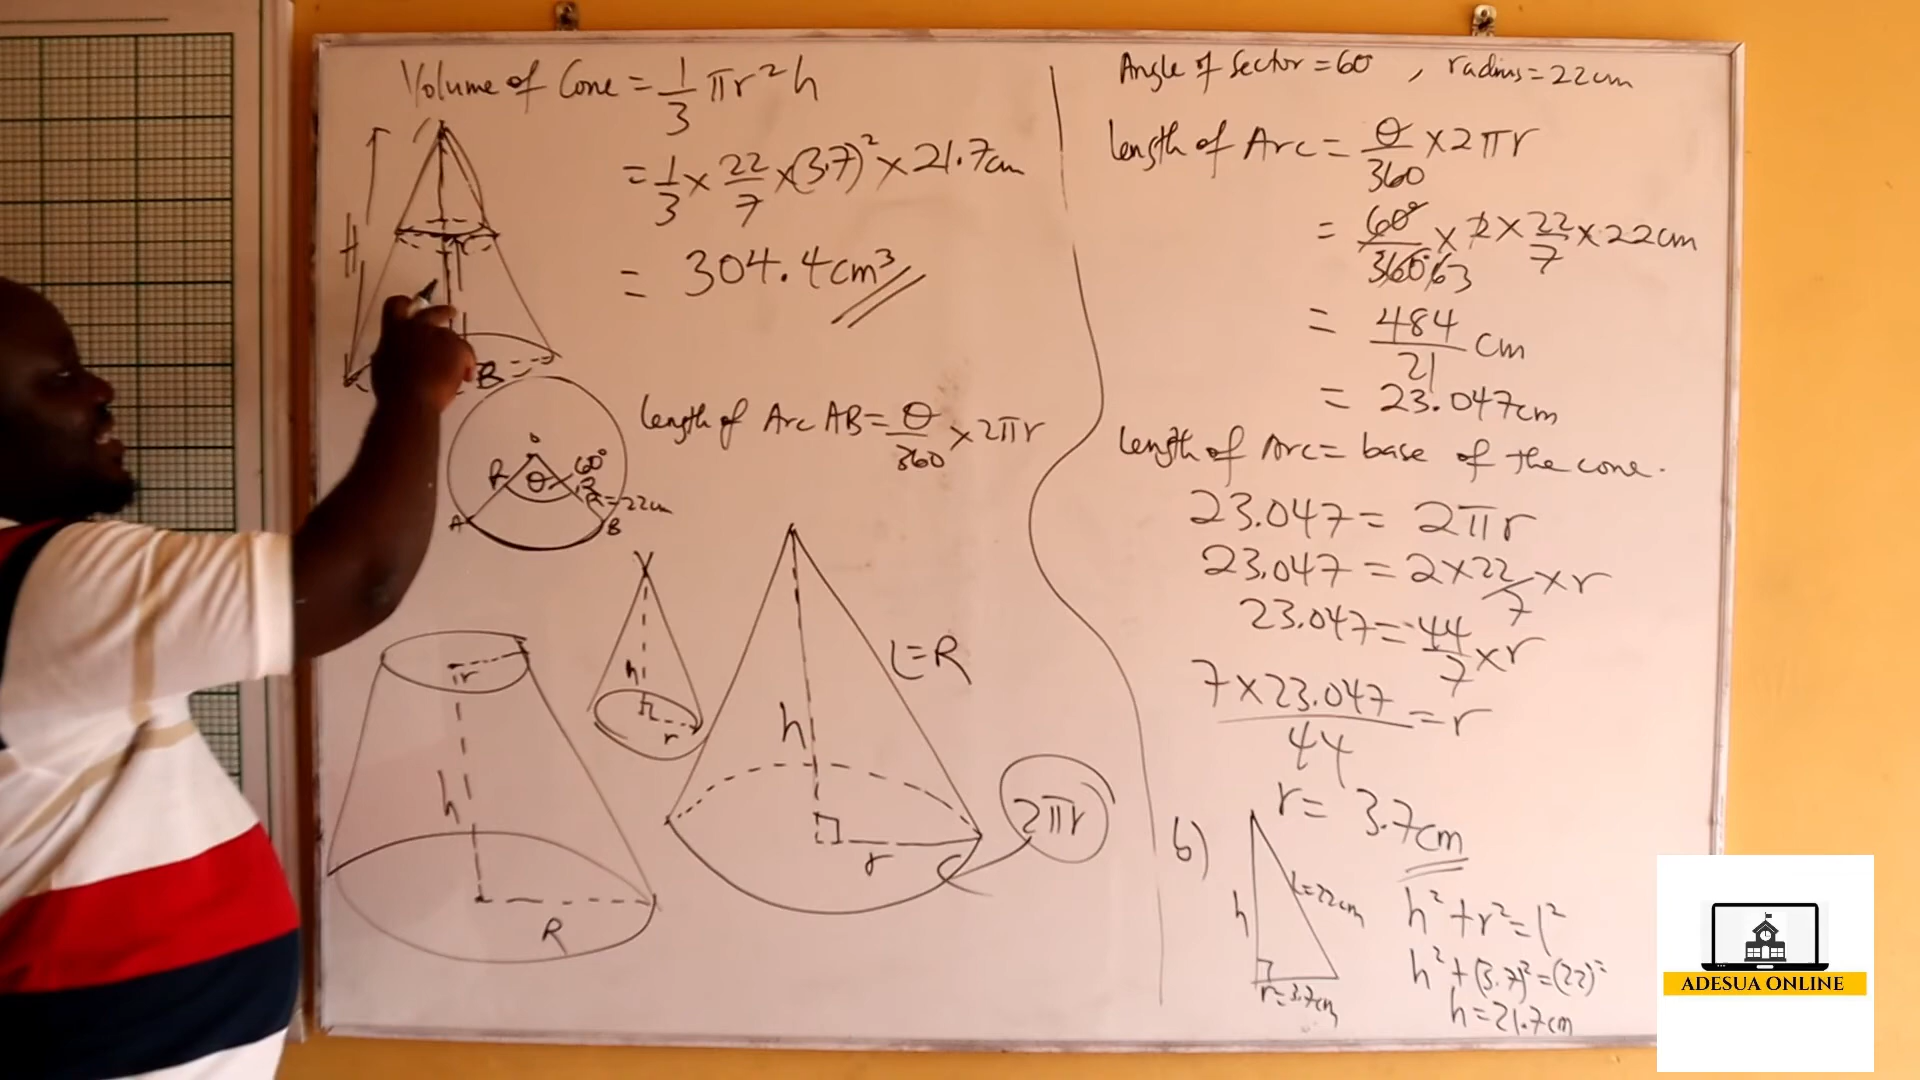 Volume of Cone = 1/3 πr²h
= 1/3 × 22/7 × (3.7)² × 21.7cm
= 304.4cm³
H
B
Length of Arc AB = θ/360 × 2πr
60°
R θ
R=22cm
A B
L=R
h
r
h
r
h
r
R
2πr
Angle of Sector = 60°, radius = 22cm
Length of Arc = θ/360 × 2πr
= 60°/360° × 2 × 22/7 × 22cm
= 484/21 cm
= 23.047cm
Length of Arc = base of the cone.
23.047 = 2πr
23.047 = 2×22/7 × r
23.047 = 44/7 × r
7×23.047/44 = r
r = 3.7cm
b)
h
L=22cm
r=3.7cm
h² + r² = l²
h² + (3.7)² = (22)²
h = 21.7cm
ADESUA ONLINE